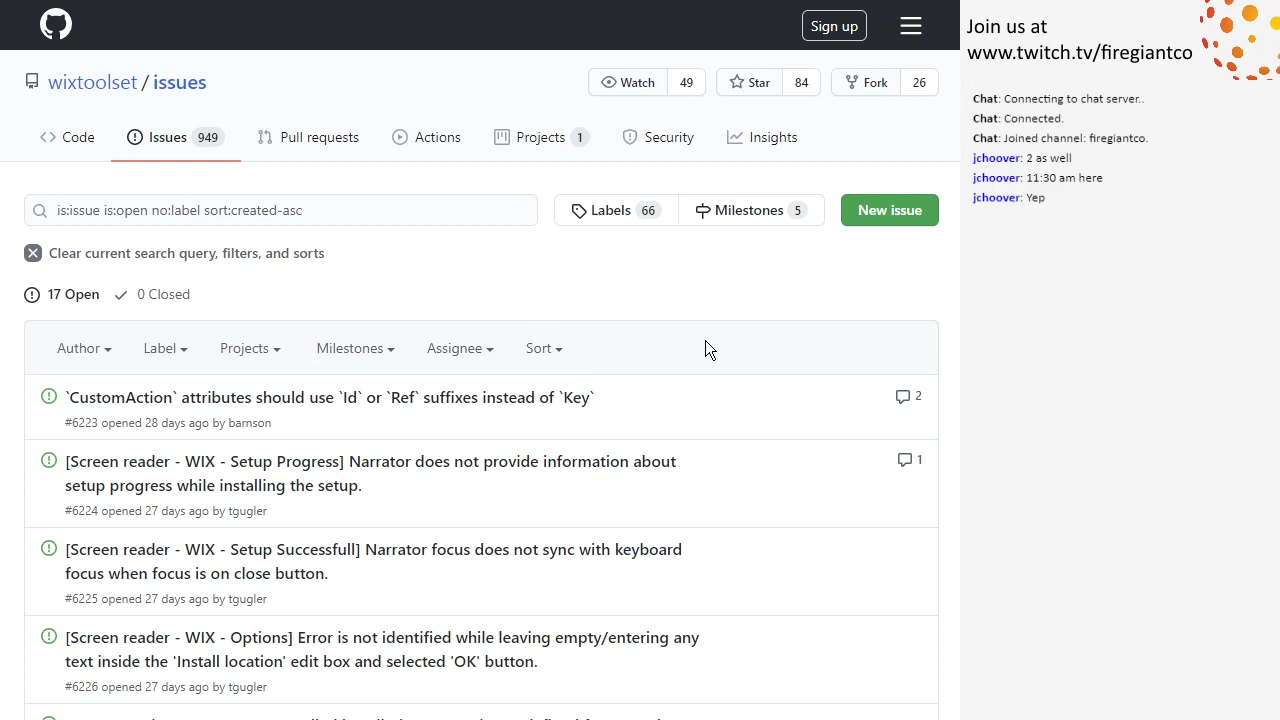 Sign up
wixtoolset / issues
Watch 49
Star 84
Fork 26
Code
Issues 949
Pull requests
Actions
Projects 1
Security
Insights
is:issue is:open no:label sort:created-asc
Labels 66
Milestones 5
New issue
Clear current search query, filters, and sorts
17 Open
0 Closed
Author
Label
Projects
Milestones
Assignee
Sort
`CustomAction` attributes should use `Id` or `Ref` suffixes instead of `Key`
2
#6223 opened 28 days ago by barnson
[Screen reader - WIX - Setup Progress] Narrator does not provide information about
setup progress while installing the setup.
1
#6224 opened 27 days ago by tgugler
[Screen reader - WIX - Setup Successfull] Narrator focus does not sync with keyboard
focus when focus is on close button.
#6225 opened 27 days ago by tgugler
[Screen reader - WIX - Options] Error is not identified while leaving empty/entering any
text inside the 'Install location' edit box and selected 'OK' button.
#6226 opened 27 days ago by tgugler
Join us at
www.twitch.tv/firegiantco
Chat: Connecting to chat server..
Chat: Connected.
Chat: Joined channel: firegiantco.
jchoover: 2 as well
jchoover: 11:30 am here
jchoover: Yep